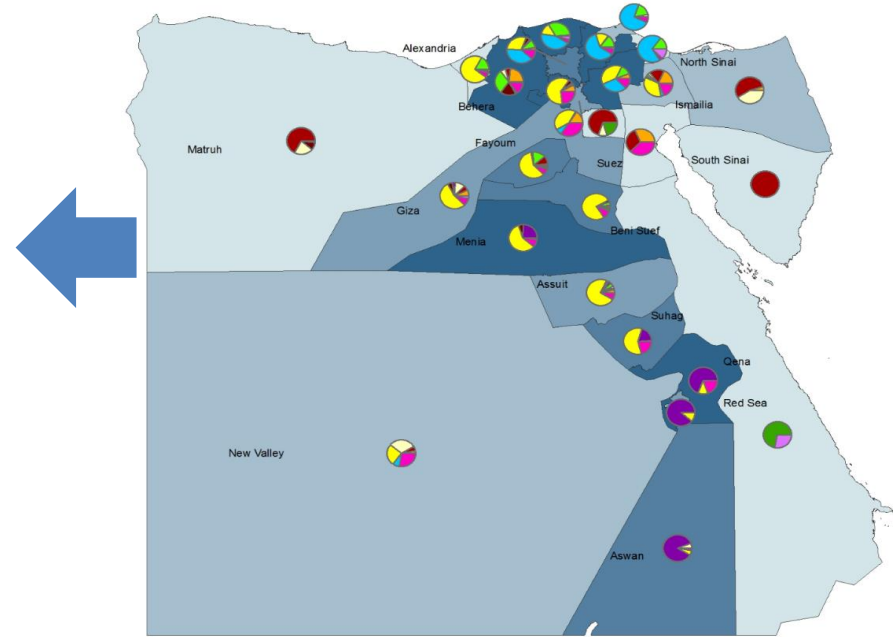 Alexandria
North Sinai
Behera
Ismailia
Matruh
Fayoum
Suez
South Sinai
Giza
Beni Suef
Menia
Assuit
Suhag
Qena
Red Sea
New Valley
Aswan